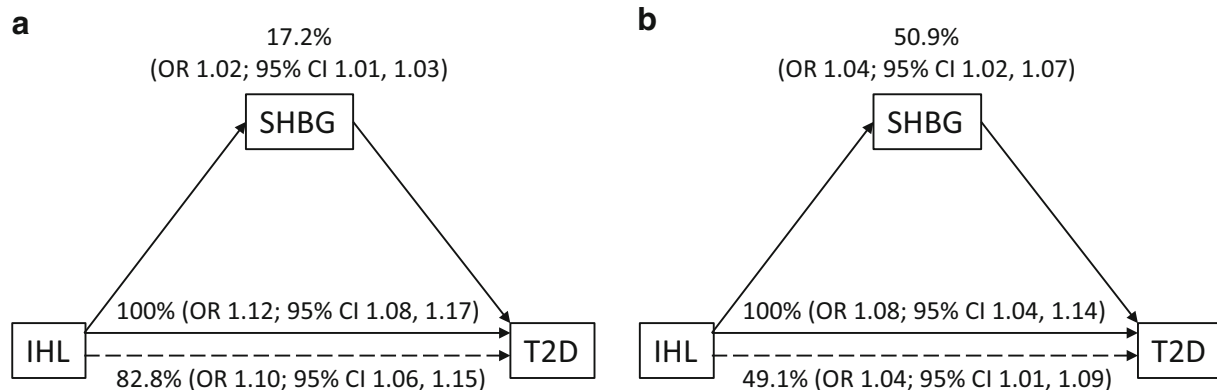 a
17.2%
(OR 1.02; 95% CI 1.01, 1.03)
SHBG
100% (OR 1.12; 95% CI 1.08, 1.17)
IHL
T2D
82.8% (OR 1.10; 95% CI 1.06, 1.15)
b
50.9%
(OR 1.04; 95% CI 1.02, 1.07)
SHBG
100% (OR 1.08; 95% CI 1.04, 1.14)
IHL
T2D
49.1% (OR 1.04; 95% CI 1.01, 1.09)